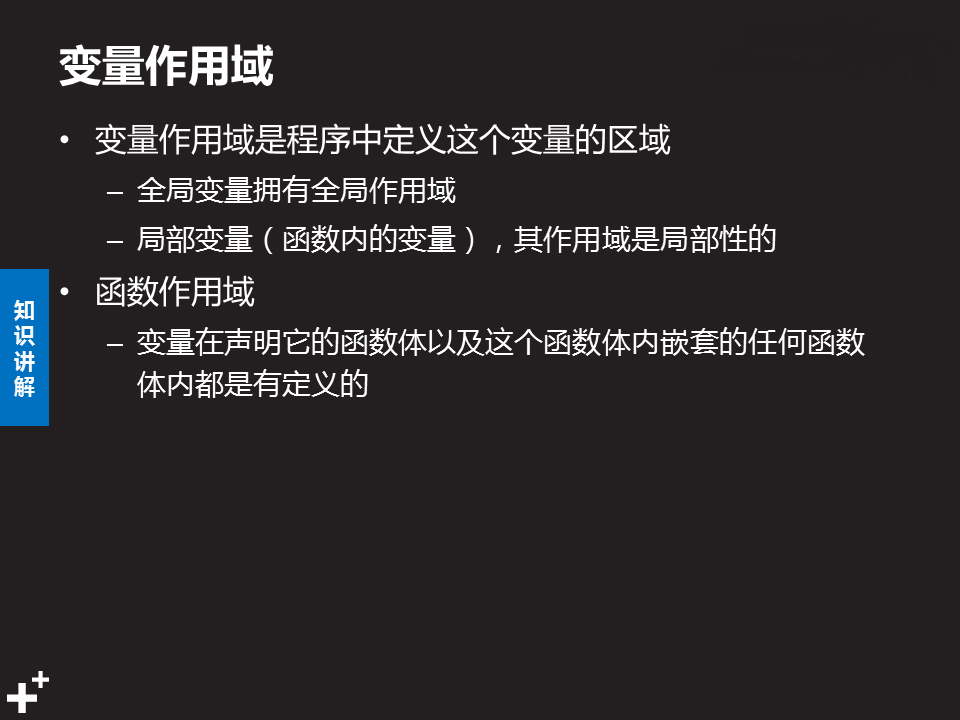 变量作用域
• 变量作用域是程序中定义这个变量的区域
– 全局变量拥有全局作用域
– 局部变量（函数内的变量），其作用域是局部性的
• 函数作用域
– 变量在声明它的函数体以及这个函数体内嵌套的任何函数
体内都是有定义的
知
识
讲
解